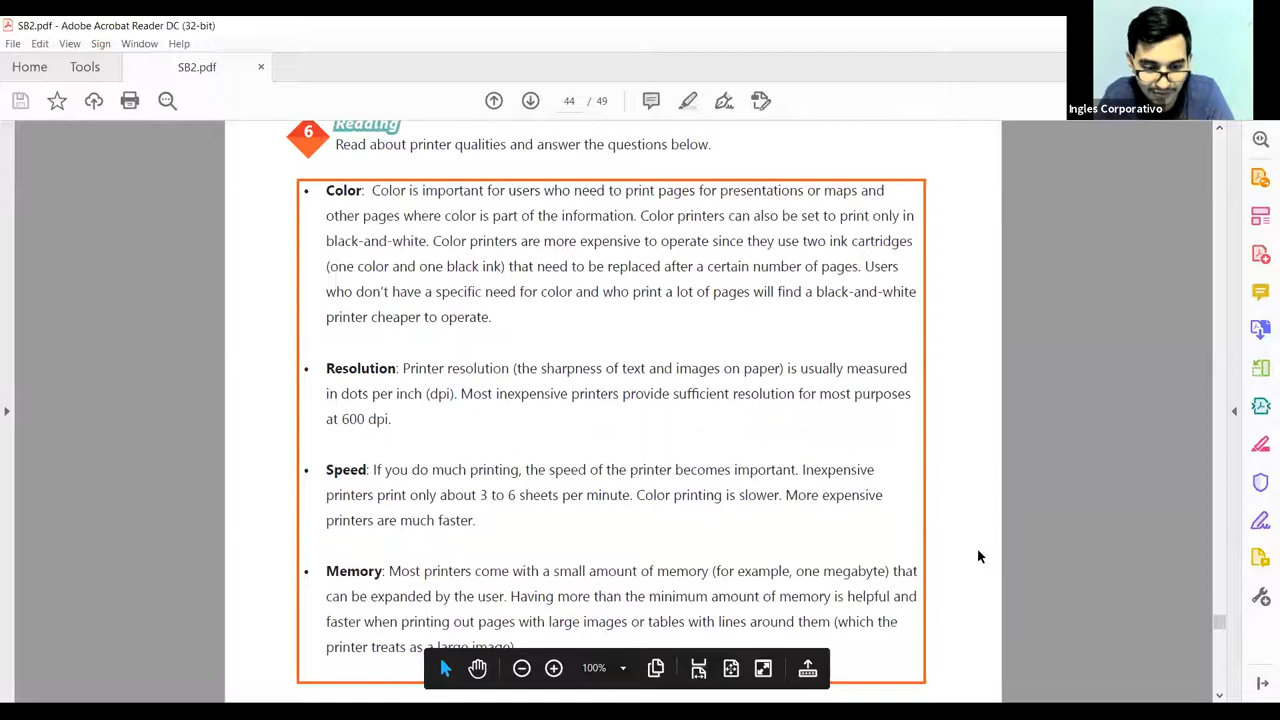 SB2.pdf - Adobe Acrobat Reader DC (32-bit)
File Edit View Sign Window Help
Home Tools SB2.pdf
44 / 49
Ingles Corporativo
6 Reading
Read about printer qualities and answer the questions below.
• Color: Color is important for users who need to print pages for presentations or maps and
other pages where color is part of the information. Color printers can also be set to print only in
black-and-white. Color printers are more expensive to operate since they use two ink cartridges
(one color and one black ink) that need to be replaced after a certain number of pages. Users
who don't have a specific need for color and who print a lot of pages will find a black-and-white
printer cheaper to operate.
• Resolution: Printer resolution (the sharpness of text and images on paper) is usually measured
in dots per inch (dpi). Most inexpensive printers provide sufficient resolution for most purposes
at 600 dpi.
• Speed: If you do much printing, the speed of the printer becomes important. Inexpensive
printers print only about 3 to 6 sheets per minute. Color printing is slower. More expensive
printers are much faster.
• Memory: Most printers come with a small amount of memory (for example, one megabyte) that
can be expanded by the user. Having more than the minimum amount of memory is helpful and
faster when printing out pages with large images or tables with lines around them (which the
printer treats as a large image).
100%